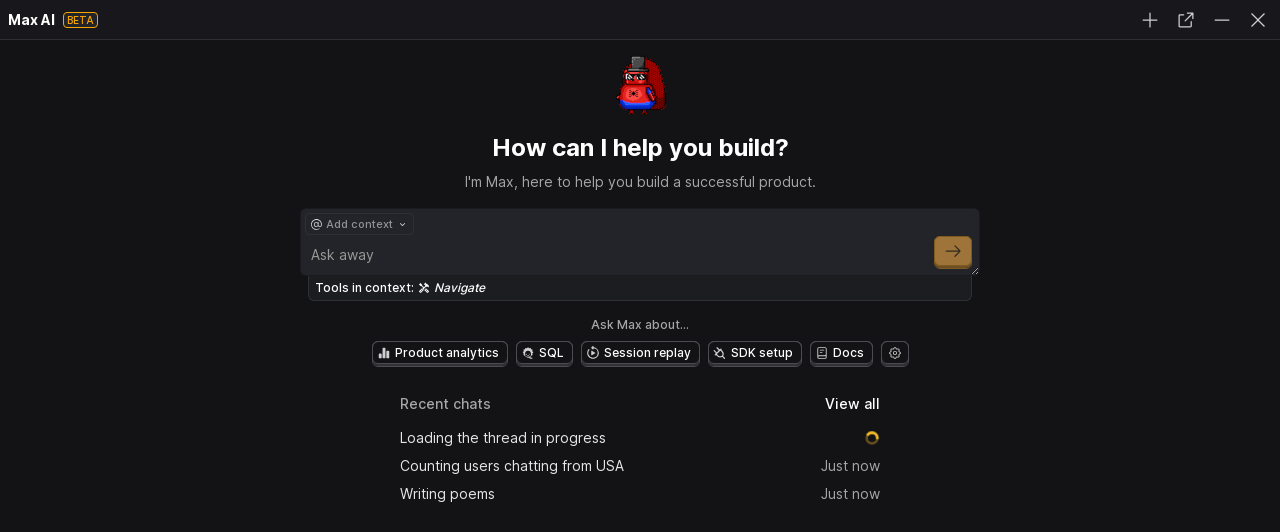 Max AI BETA
How can I help you build?
I'm Max, here to help you build a successful product.
@ Add context
Ask away
Tools in context: Navigate
Ask Max about...
Product analytics SQL Session replay SDK setup Docs
Recent chats View all
Loading the thread in progress
Counting users chatting from USA Just now
Writing poems Just now